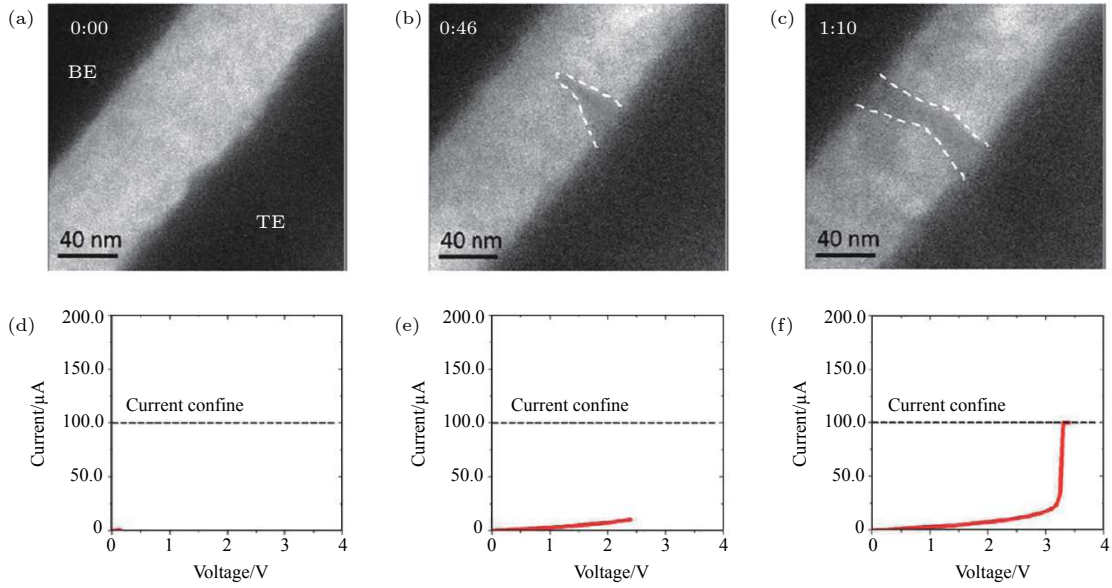 (a)
0:00
BE
TE
40 nm
(b)
0:46
40 nm
(c)
1:10
40 nm
(d)
200.0
150.0
100.0
50.0
0
Current/μA
Current confine
0 1 2 3 4
Voltage/V
(e)
200.0
150.0
100.0
50.0
0
Current/μA
Current confine
0 1 2 3 4
Voltage/V
(f)
200.0
150.0
100.0
50.0
0
Current/μA
Current confine
0 1 2 3 4
Voltage/V